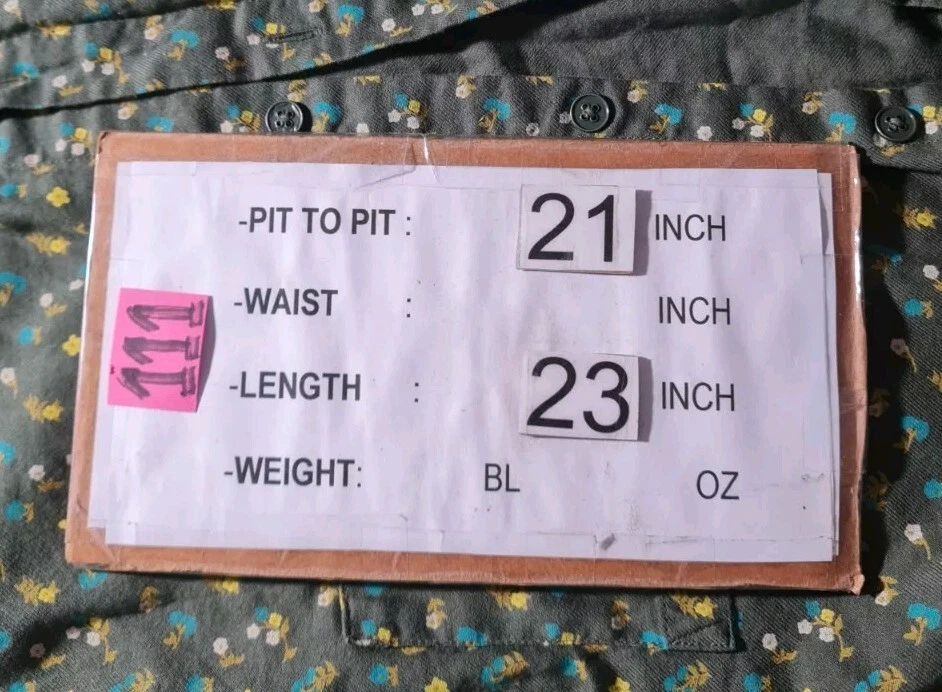 -PIT TO PIT : 21 INCH
-WAIST : INCH
111
-LENGTH : 23 INCH
-WEIGHT: BL OZ